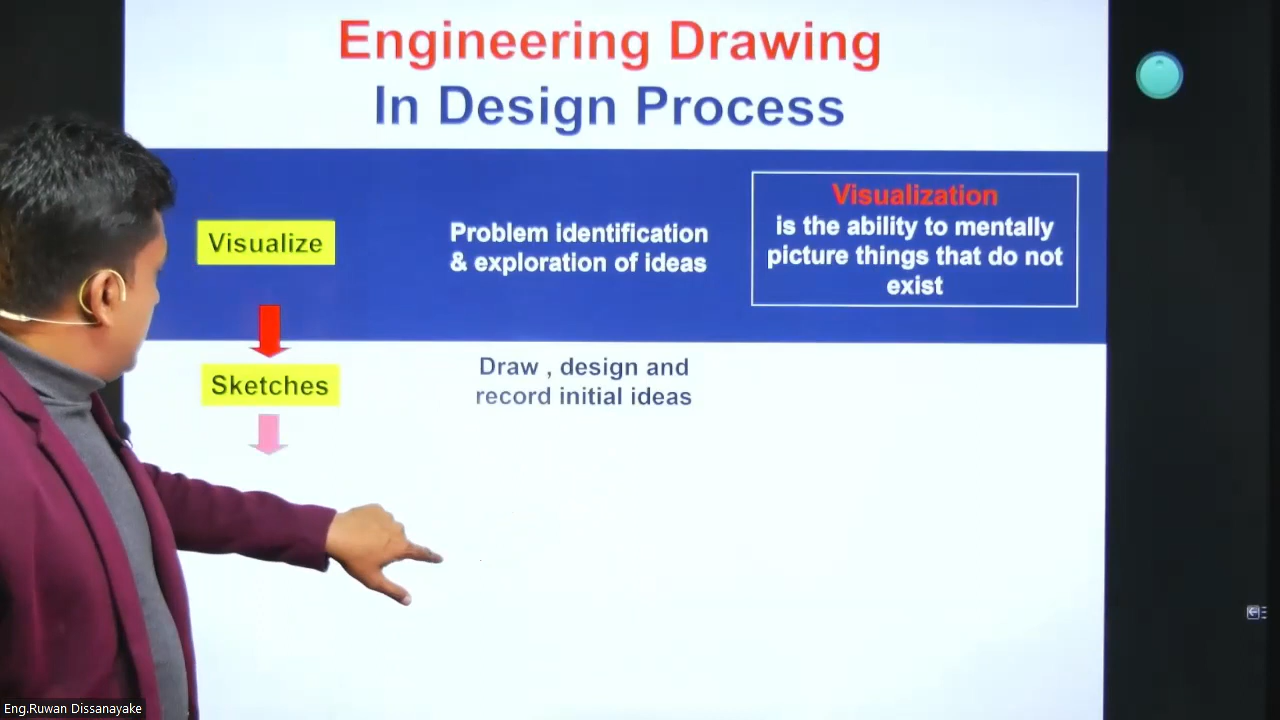 Engineering Drawing
In Design Process
Visualize
Problem identification
& exploration of ideas
Visualization
is the ability to mentally
picture things that do not
exist
Sketches
Draw , design and
record initial ideas
Eng.Ruwan Dissanayake